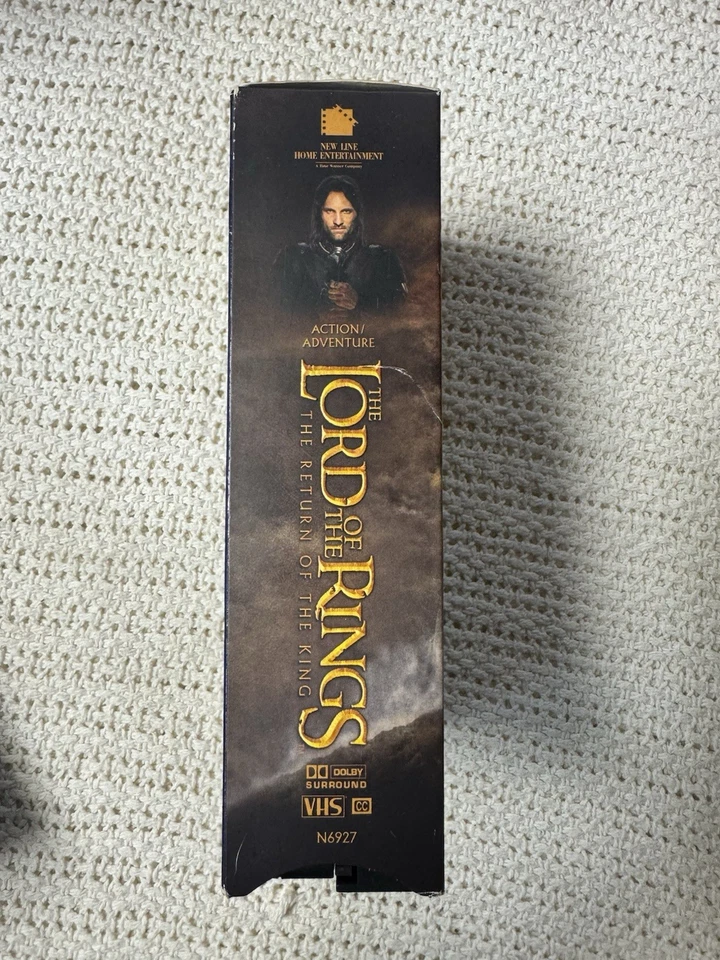 NEW LINE
HOME ENTERTAINMENT
A Time Warner Company
ACTION/
ADVENTURE
THE
LORD OF THE RINGS
THE RETURN OF THE KING
DOLBY
SURROUND
VHS CC
N6927